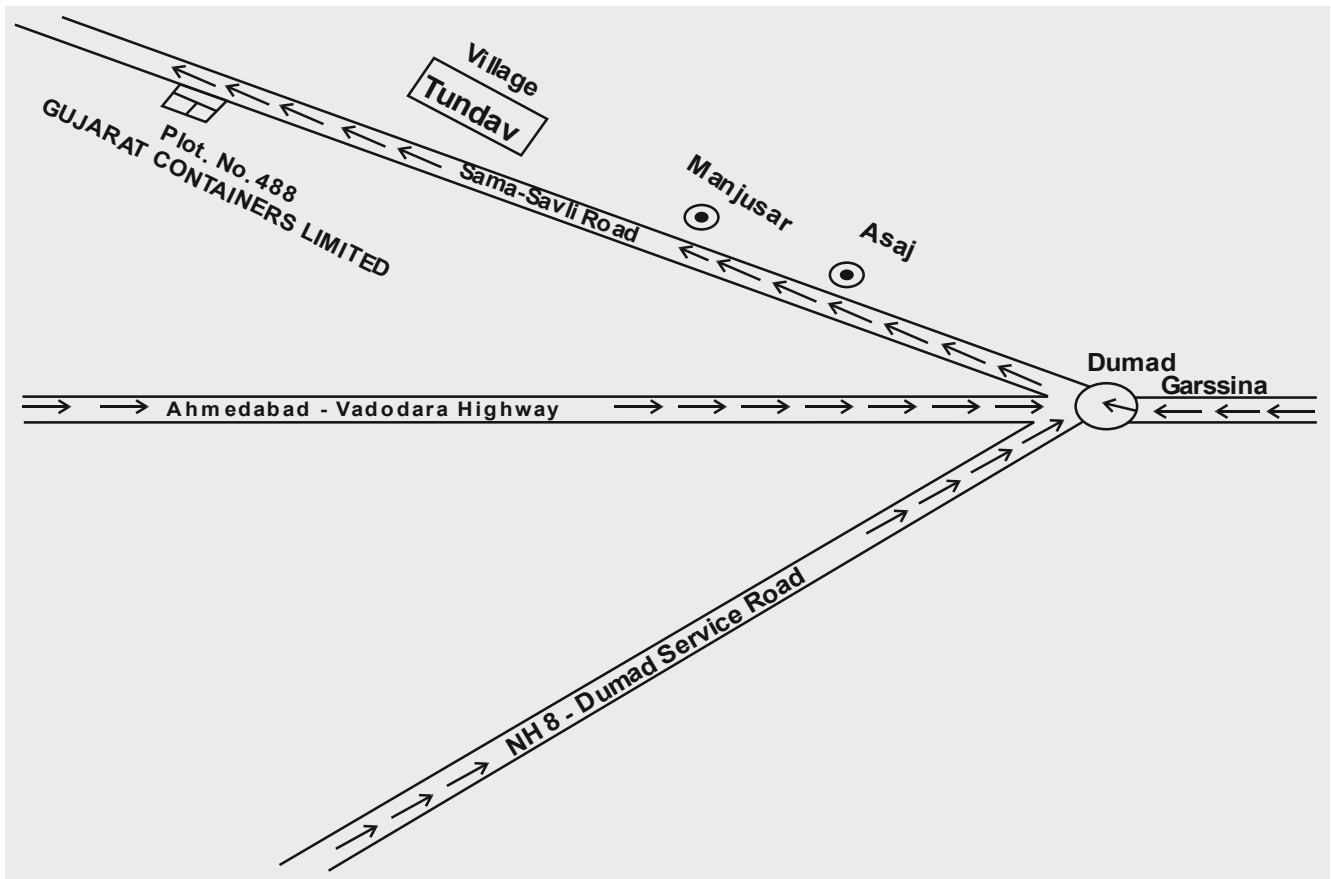 Village
Tundav
Plot. No. 488
GUJARAT CONTAINERS LIMITED
Sama-Savli Road
Manjusar
Asaj
Dumad
Garssina
Ahmedabad - Vadodara Highway
NH 8 - Dumad Service Road